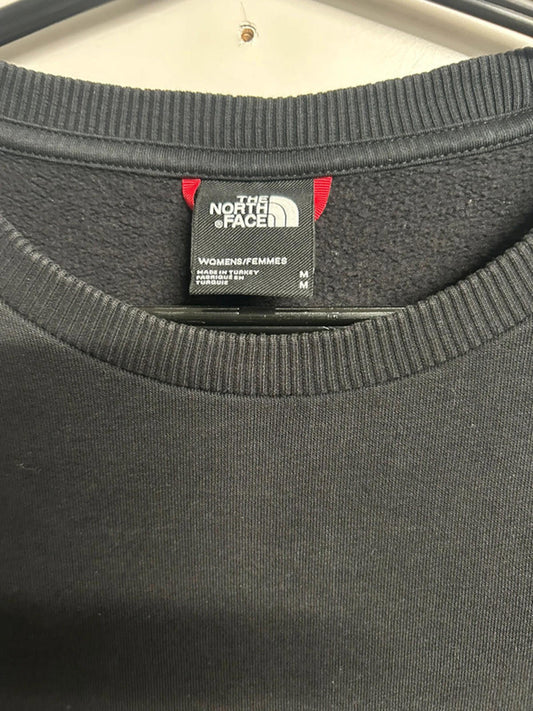 THE
NORTH
®FACE
WOMENS/FEMMES
MADE IN TURKEY M
FABRIQUÉ EN M
TURQUIE